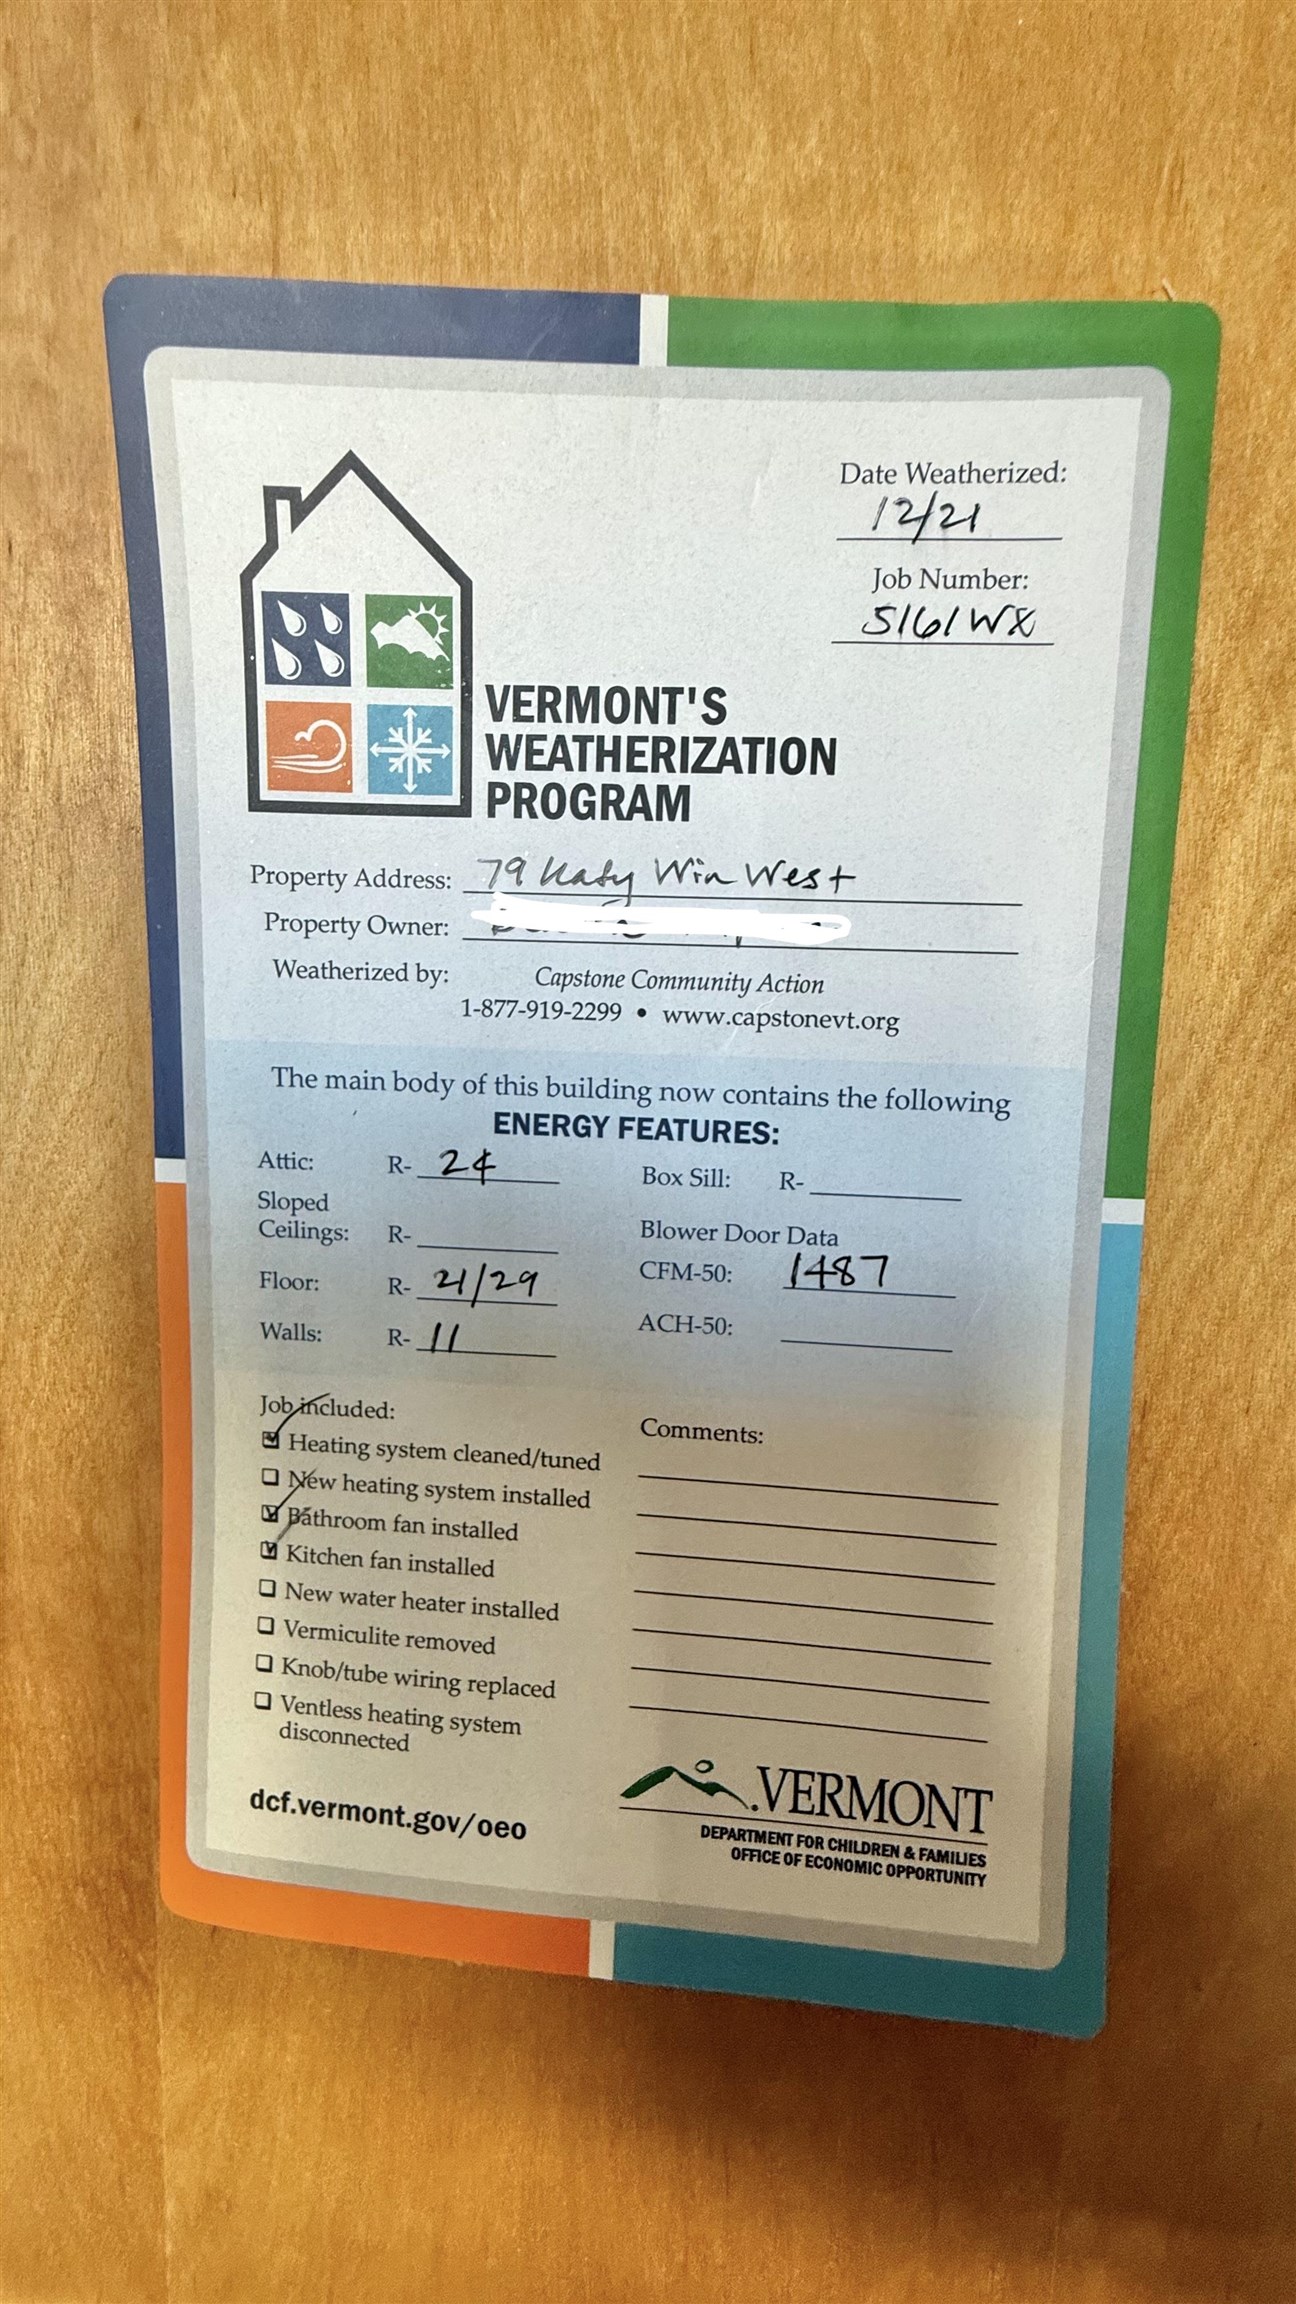 Date Weatherized:
12/21
Job Number:
5161WX
VERMONT'S
WEATHERIZATION
PROGRAM
Property Address: 79 Katy Win West
Property Owner:
Weatherized by: Capstone Community Action
1-877-919-2299 • www.capstonevt.org
The main body of this building now contains the following
ENERGY FEATURES:
Attic: R- 24
Sloped
Ceilings: R-
Floor: R- 21/29
Walls: R- 11
Box Sill: R-
Blower Door Data
CFM-50: 1487
ACH-50:
Job included:
Heating system cleaned/tuned
New heating system installed
Bathroom fan installed
Kitchen fan installed
New water heater installed
Vermiculite removed
Knob/tube wiring replaced
Ventless heating system
disconnected
Comments:
dcf.vermont.gov/oeo
VERMONT
DEPARTMENT FOR CHILDREN & FAMILIES
OFFICE OF ECONOMIC OPPORTUNITY